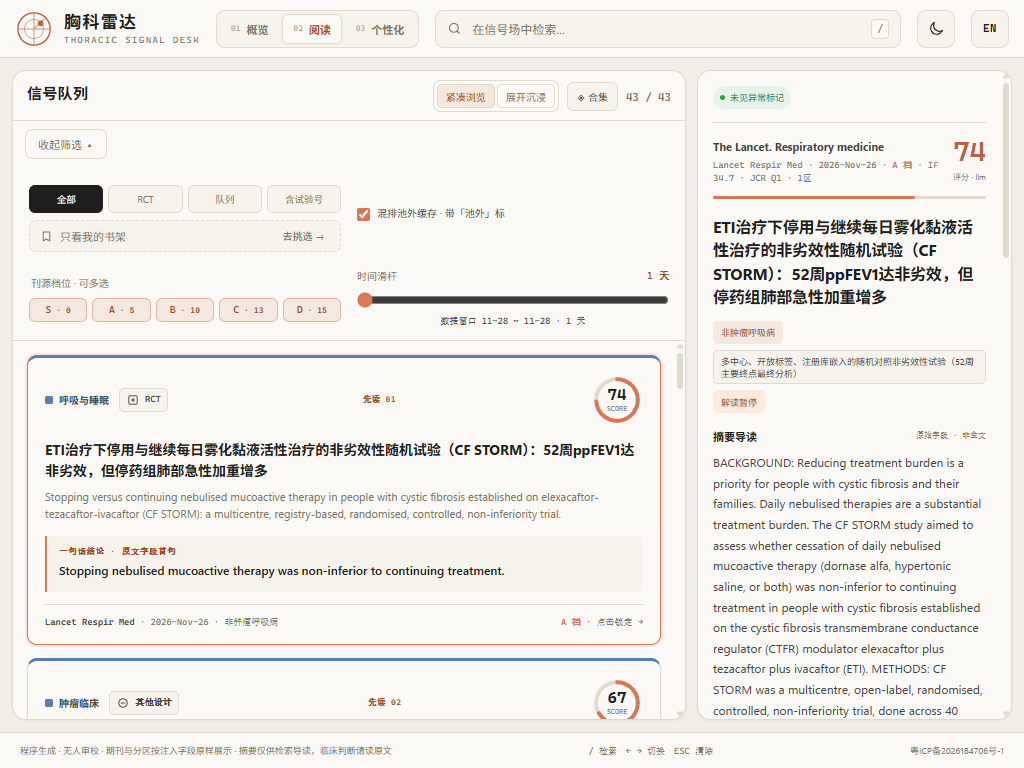 胸科雷达
THORACIC SIGNAL DESK
01 概览
02 阅读
03 个性化
在信号场中检索...
/
EN
信号队列
紧凑浏览
展开沉浸
◈ 合集
43 / 43
收起筛选 ▴
全部
RCT
队列
含试验号
混排池外缓存 · 带「池外」标
只看我的书架
去挑选 →
刊源档位 · 可多选
时间滑杆
1 天
S · 0
A · 5
B · 10
C · 13
D · 15
数据窗口 11-28 ~ 11-28 · 1 天
呼吸与睡眠
RCT
先读 01
74
SCORE
ETI治疗下停用与继续每日雾化黏液活性治疗的非劣效性随机试验（CF STORM）：52周ppFEV1达
非劣效，但停药组肺部急性加重增多
Stopping versus continuing nebulised mucoactive therapy in people with cystic fibrosis established on elexacaftor-
tezacaftor-ivacaftor (CF STORM): a multicentre, registry-based, randomised, controlled, non-inferiority trial.
一句话结论 · 原文字段首句
Stopping nebulised mucoactive therapy was non-inferior to continuing treatment.
Lancet Respir Med · 2026-Nov-26 · 非肿瘤呼吸病
A 档 · 点击锁定 →
肿瘤临床
其他设计
先读 02
67
SCORE
未见异常标记
The Lancet. Respiratory medicine
Lancet Respir Med · 2026-Nov-26 · A 档 · IF
34.7 · JCR Q1 · 1区
74
评分 · llm
ETI治疗下停用与继续每日雾化黏液活
性治疗的非劣效性随机试验（CF
STORM）：52周ppFEV1达非劣效，但
停药组肺部急性加重增多
非肿瘤呼吸病
多中心、开放标签、注册库嵌入的随机对照非劣效性试验（52周
主要终点最终分析）
解读暂停
摘要导读
原始字段 · 非全文
BACKGROUND: Reducing treatment burden is a
priority for people with cystic fibrosis and their
families. Daily nebulised therapies are a substantial
treatment burden. The CF STORM study aimed to
assess whether cessation of daily nebulised
mucoactive therapy (dornase alfa, hypertonic
saline, or both) was non-inferior to continuing
treatment in people with cystic fibrosis established
on the cystic fibrosis transmembrane conductance
regulator (CTFR) modulator elexacaftor plus
tezacaftor plus ivacaftor (ETI). METHODS: CF
STORM was a multicentre, open-label, randomised,
controlled, non-inferiority trial, done across 40
程序生成 · 无人审校 · 期刊与分区按注入字段原样展示 · 摘要仅供检索导读，临床判断请读原文
/ 检索 ← → 切换 ESC 清除
粤ICP备2026184706号-1